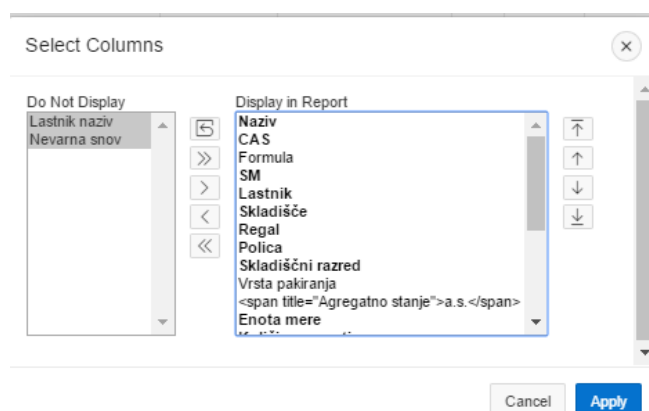 Select Columns
Do Not Display
Lastnik naziv
Nevarna snov
Display in Report
Naziv
CAS
Formula
SM
Lastnik
Skladišče
Regal
Polica
Skladiščni razred
Vrsta pakiranja
<span title="Agregatno stanje">a.s.</span>
Enota mere
Cancel
Apply